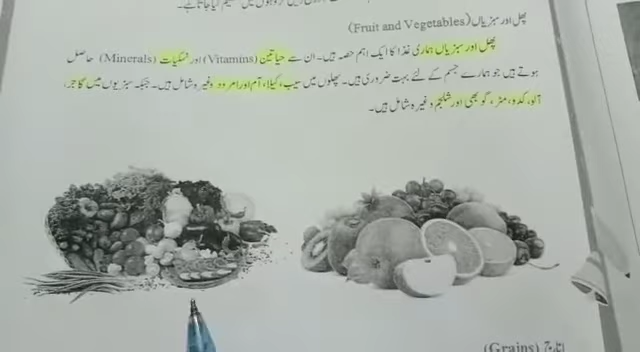 پھل اور سبزیاں (Fruit and Vegetables)
پھل اور سبزیاں ہماری غذا کا ایک اہم حصہ ہیں۔ ان سے حیاتین (Vitamins) اور نمکیات (Minerals) حاصل
ہوتے ہیں جو ہمارے جسم کے لئے بہت ضروری ہیں۔ پھلوں میں سیب، کیلا، آم اور امرود وغیرہ شامل ہیں۔ جبکہ سبزیوں میں گاجر،
آلو، کدو، مٹر، گوبھی اور شلجم وغیرہ شامل ہیں۔
اناج (Grains)